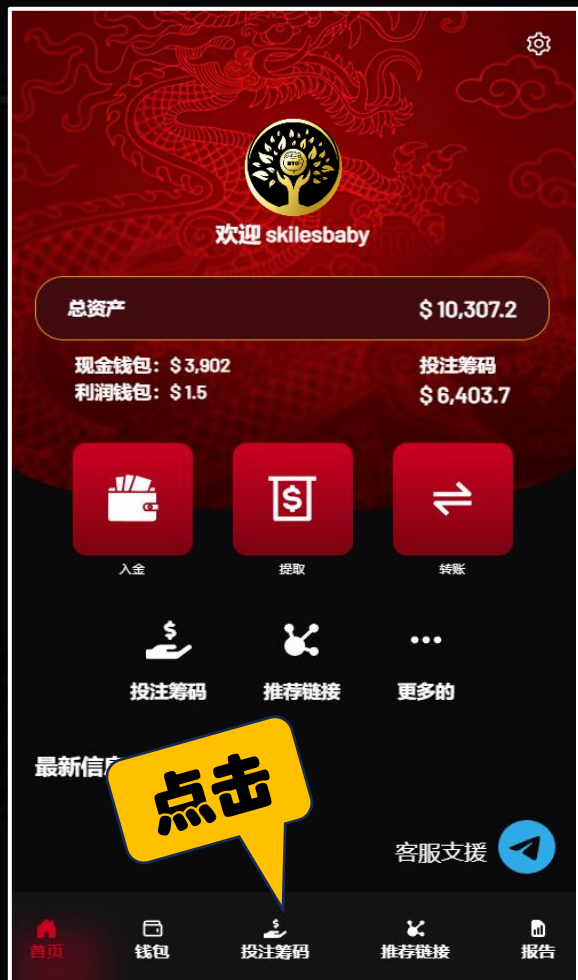 欢迎 skilesbaby
总资产 $ 10,307.2
现金钱包：$ 3,902 投注筹码
利润钱包：$ 1.5 $ 6,403.7
入金 提取 转账
投注筹码 推荐链接 更多的
最新信息
点击
客服支援
首页 钱包 投注筹码 推荐链接 报告